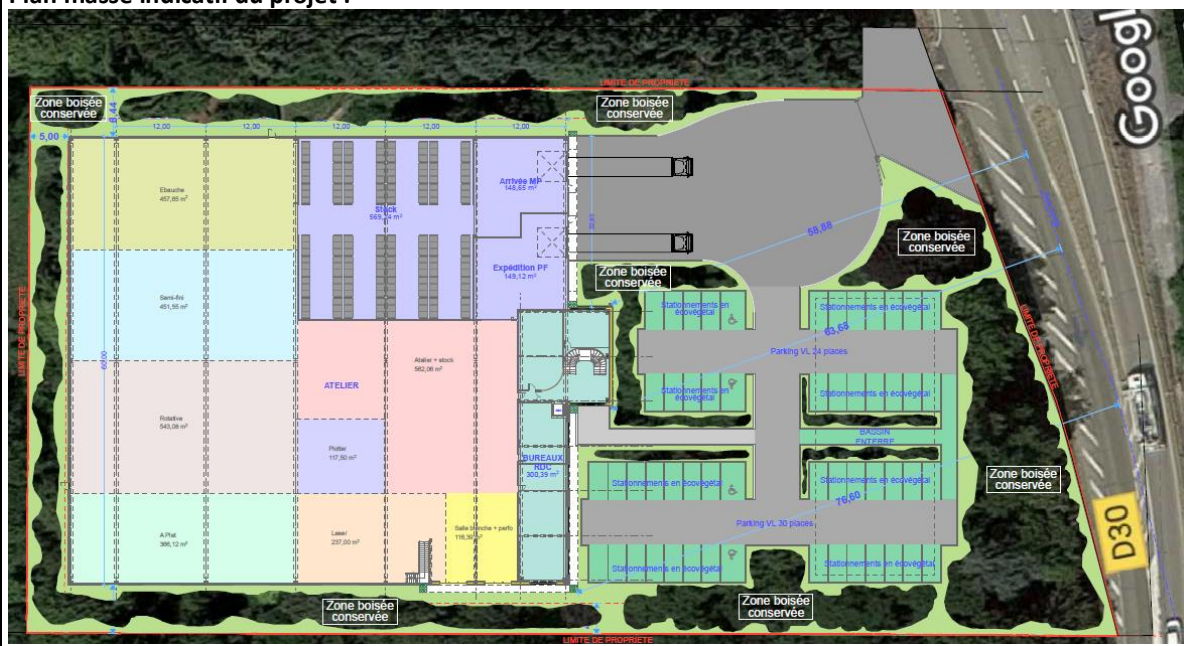 Plan masse indicatif du projet :
Googl
LIMITE DE PROPRIETE
Zone boisée
conservée
Zone boisée
conservée
5,00
12,00
12,00
12,00
12,00
12,00
Ebauche
457,65 m²
Stock
Arrivée MP
148,65 m²
58,88
Zone boisée
conservée
Expédition PF
149,12 m²
Zone boisée
conservée
Semi-fini
451,55 m²
Stationnements en
écovégétal
Stationnements en écovégétal
63,68
LIMITE DE PROPRIETE
LIMITE DE PROPRIETE
60,00
Atelier + stock
562,06 m²
Parking VL 24 places
ATELIER
Stationnements en
écovégétal
Stationnements en écovégétal
Rotative
543,08 m²
Plotter
117,50 m²
BASSIN
ENTERRE
BUREAUX
RDC
300,39 m²
Stationnements en écovégétal
Stationnements en écovégétal
Zone boisée
conservée
76,60
Parking VL 30 places
D30
A Plat
366,12 m²
Laser
237,00 m²
Salle blanche + perfo
Stationnements en écovégétal
Stationnements en écovégétal
Zone boisée
conservée
Zone boisée
conservée
LIMITE DE PROPRIETE